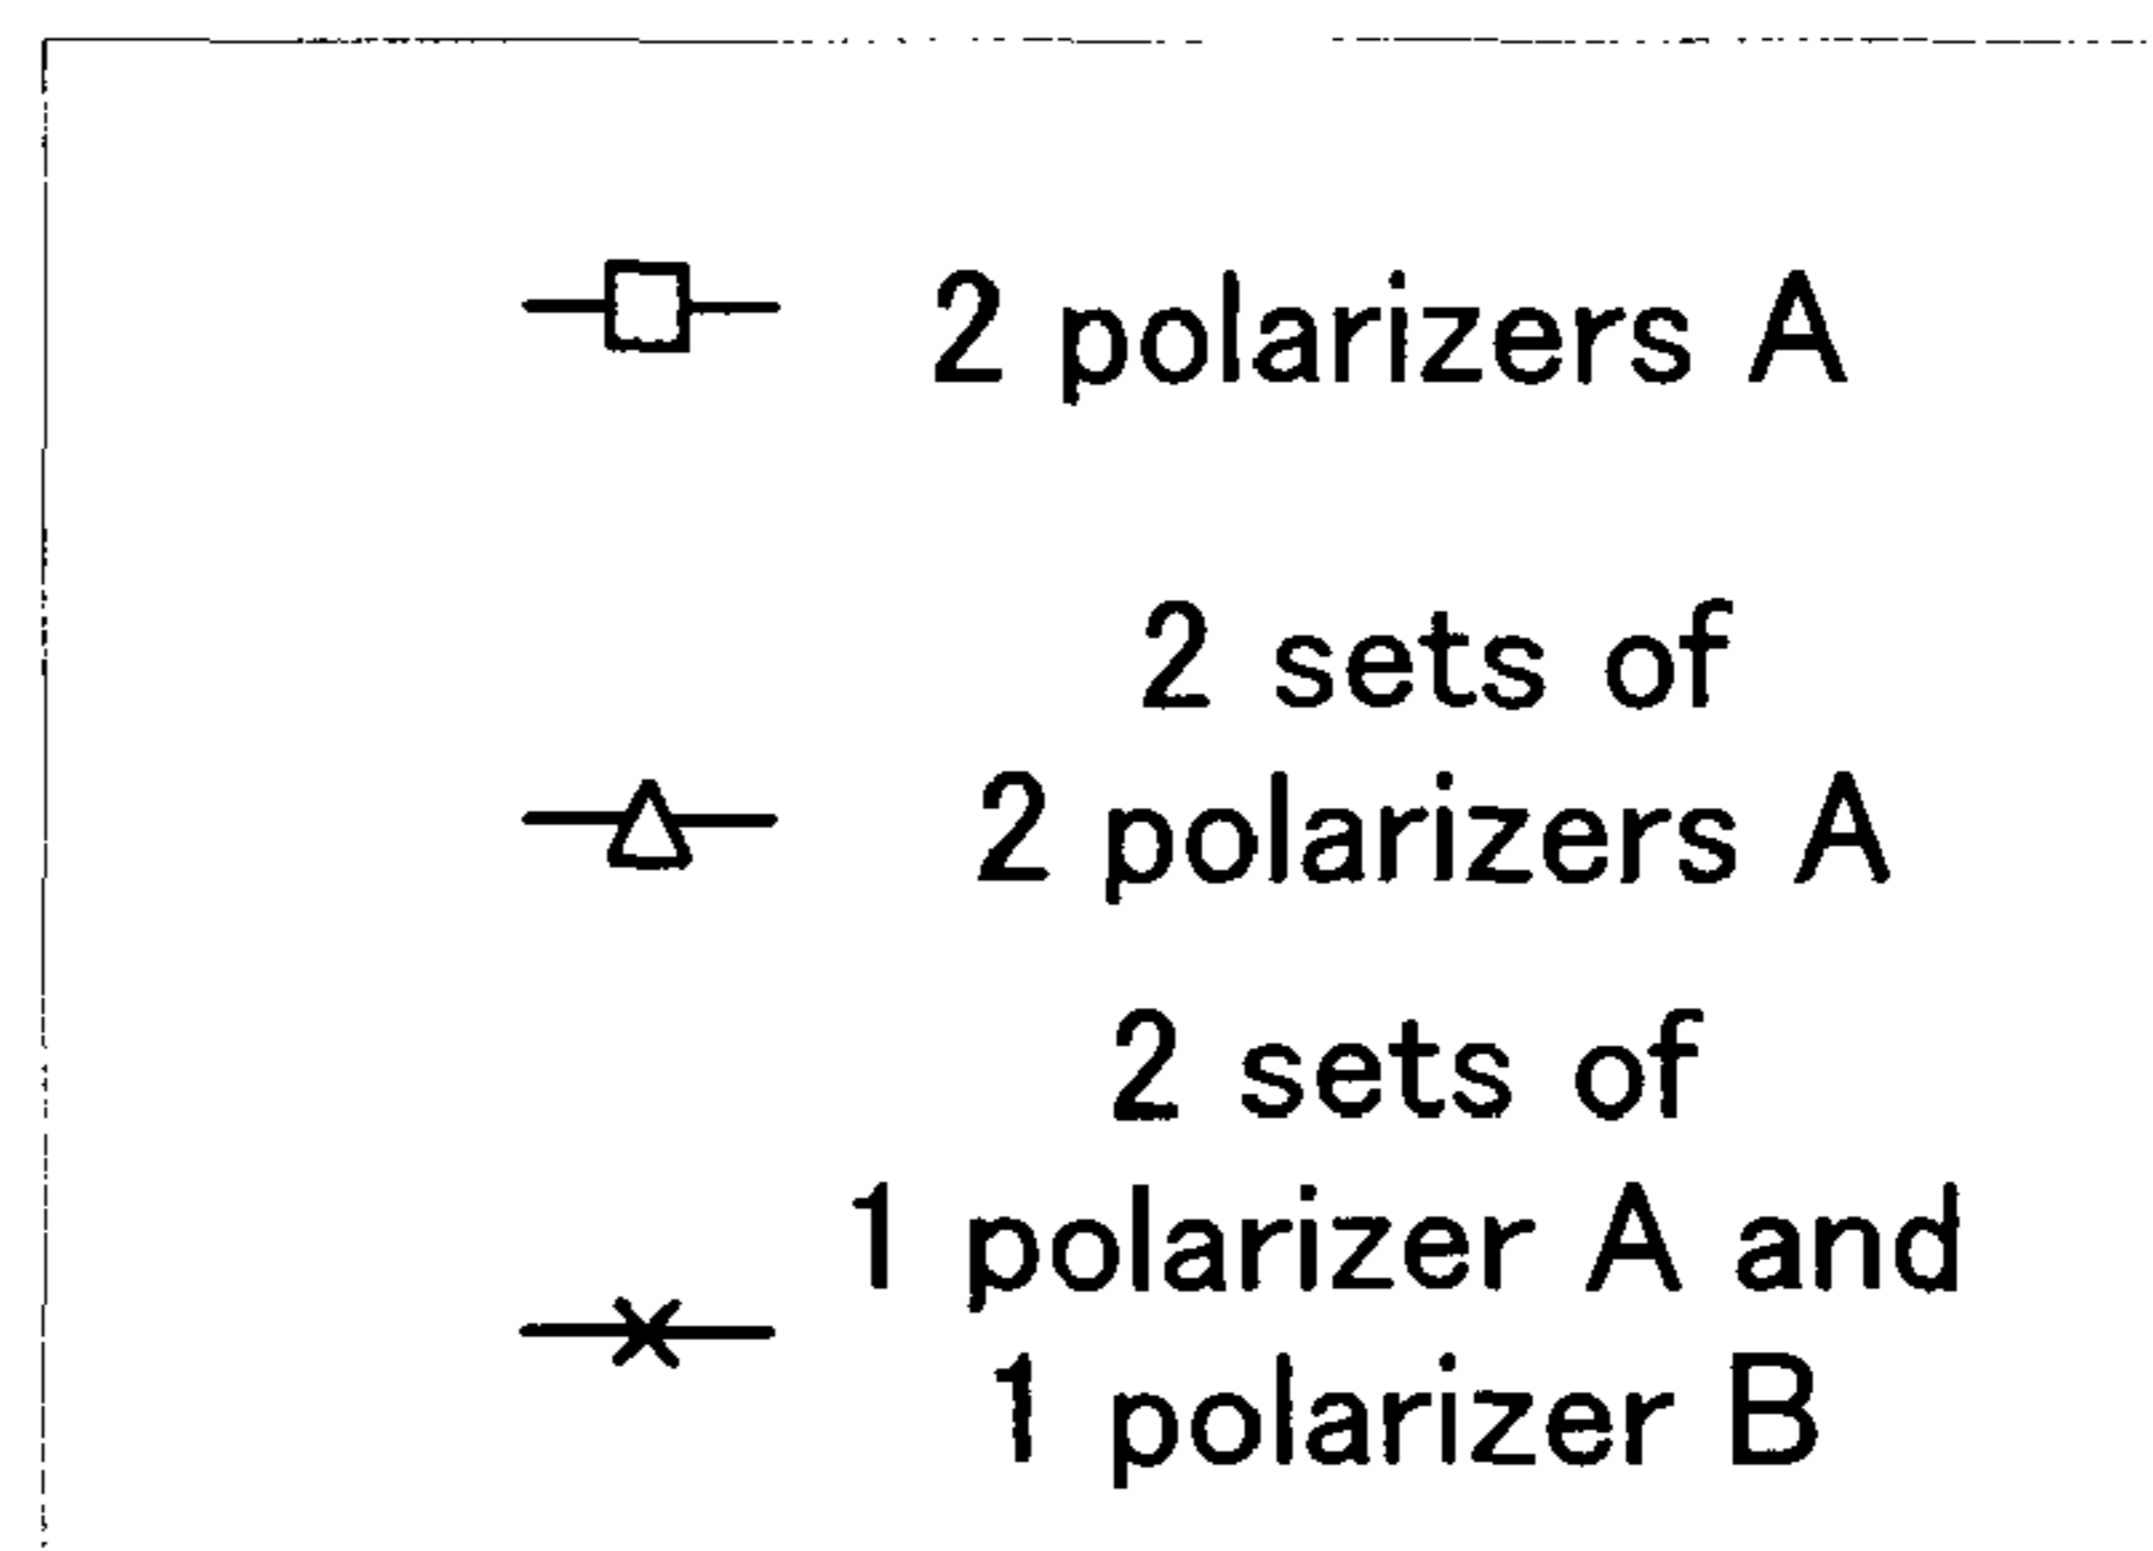 2 polarizers A
2 sets of
2 polarizers A
2 sets of
1 polarizer A and
1 polarizer B